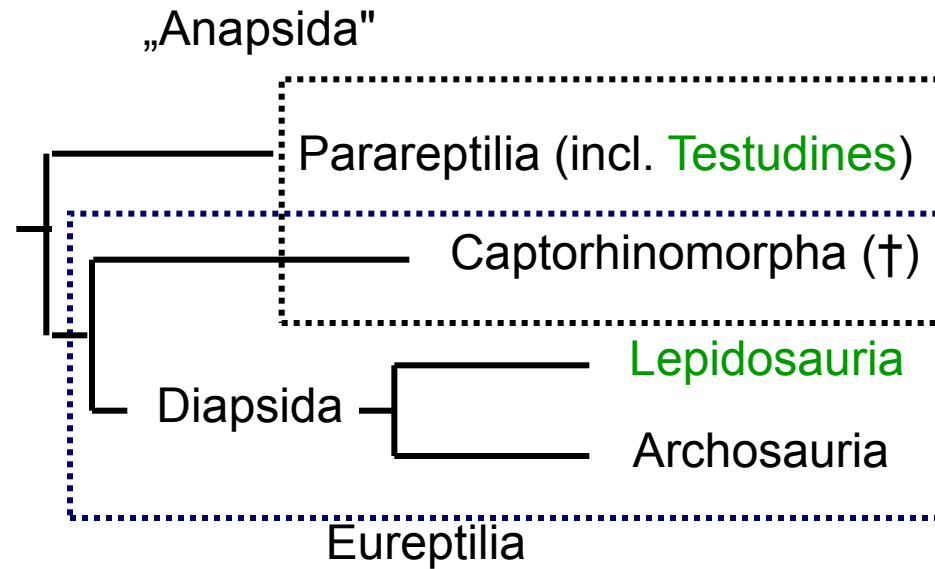 „Anapsida"
Parareptilia (incl. Testudines)
Captorhinomorpha (†)
Lepidosauria
Diapsida
Archosauria
Eureptilia